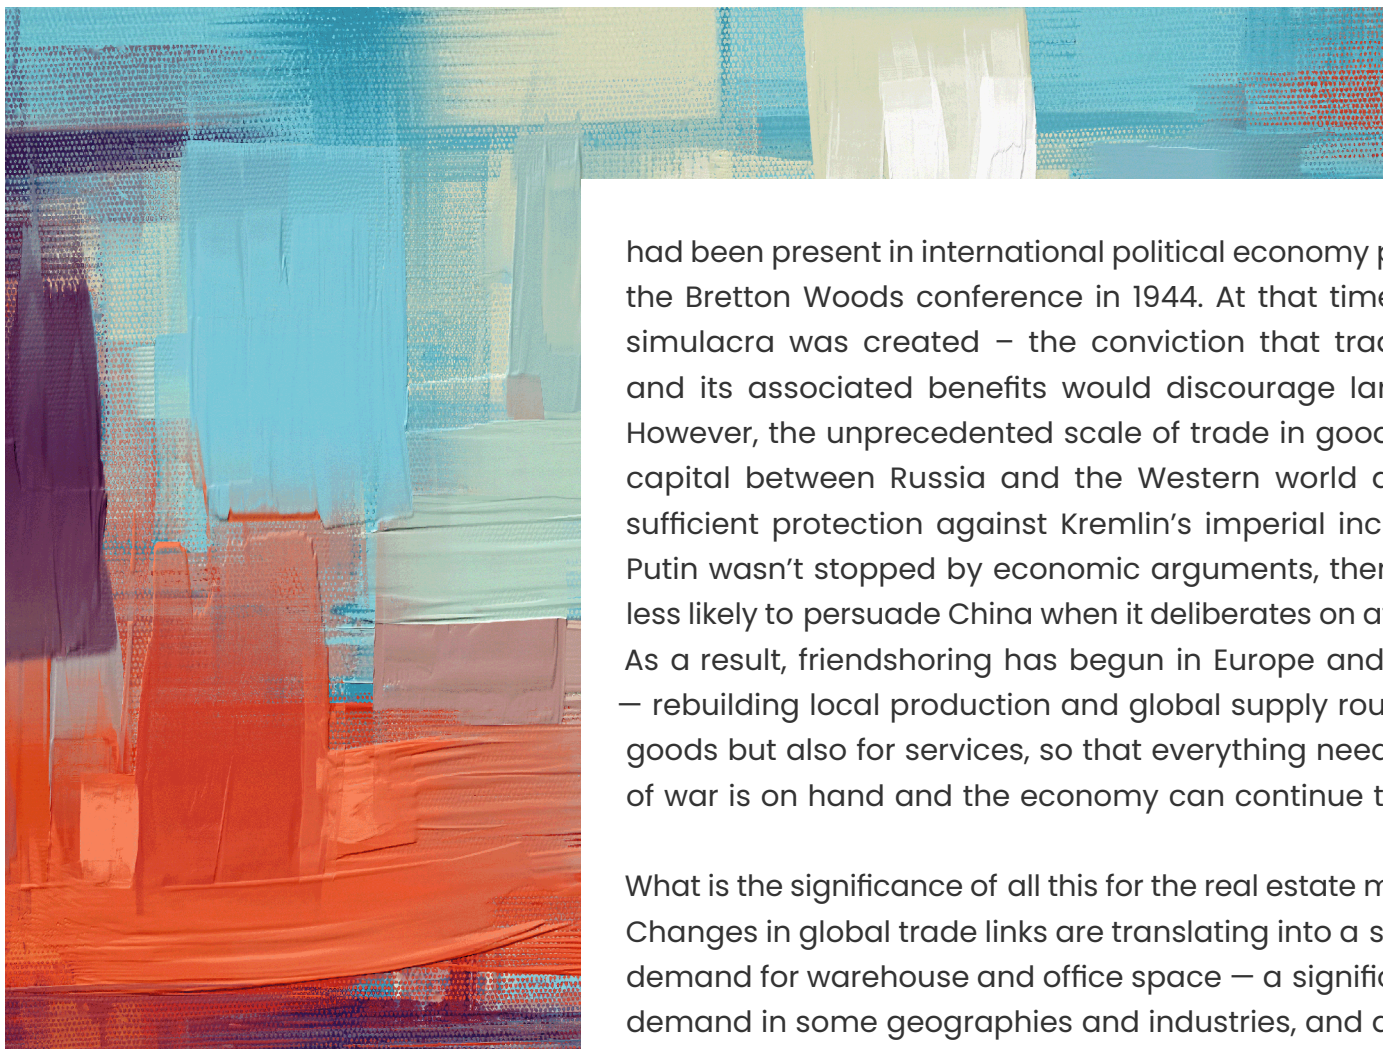 had been present in international political economy
the Bretton Woods conference in 1944. At that time
simulacra was created – the conviction that
and its associated benefits would discourage
However, the unprecedented scale of trade in
capital between Russia and the Western world
sufficient protection against Kremlin’s imperial
Putin wasn’t stopped by economic arguments,
less likely to persuade China when it deliberates on
As a result, friendshoring has begun in Europe and
— rebuilding local production and global supply
goods but also for services, so that everything
of war is on hand and the economy can continue
What is the significance of all this for the real estate
Changes in global trade links are translating into a
demand for warehouse and office space — a
demand in some geographies and industries, and